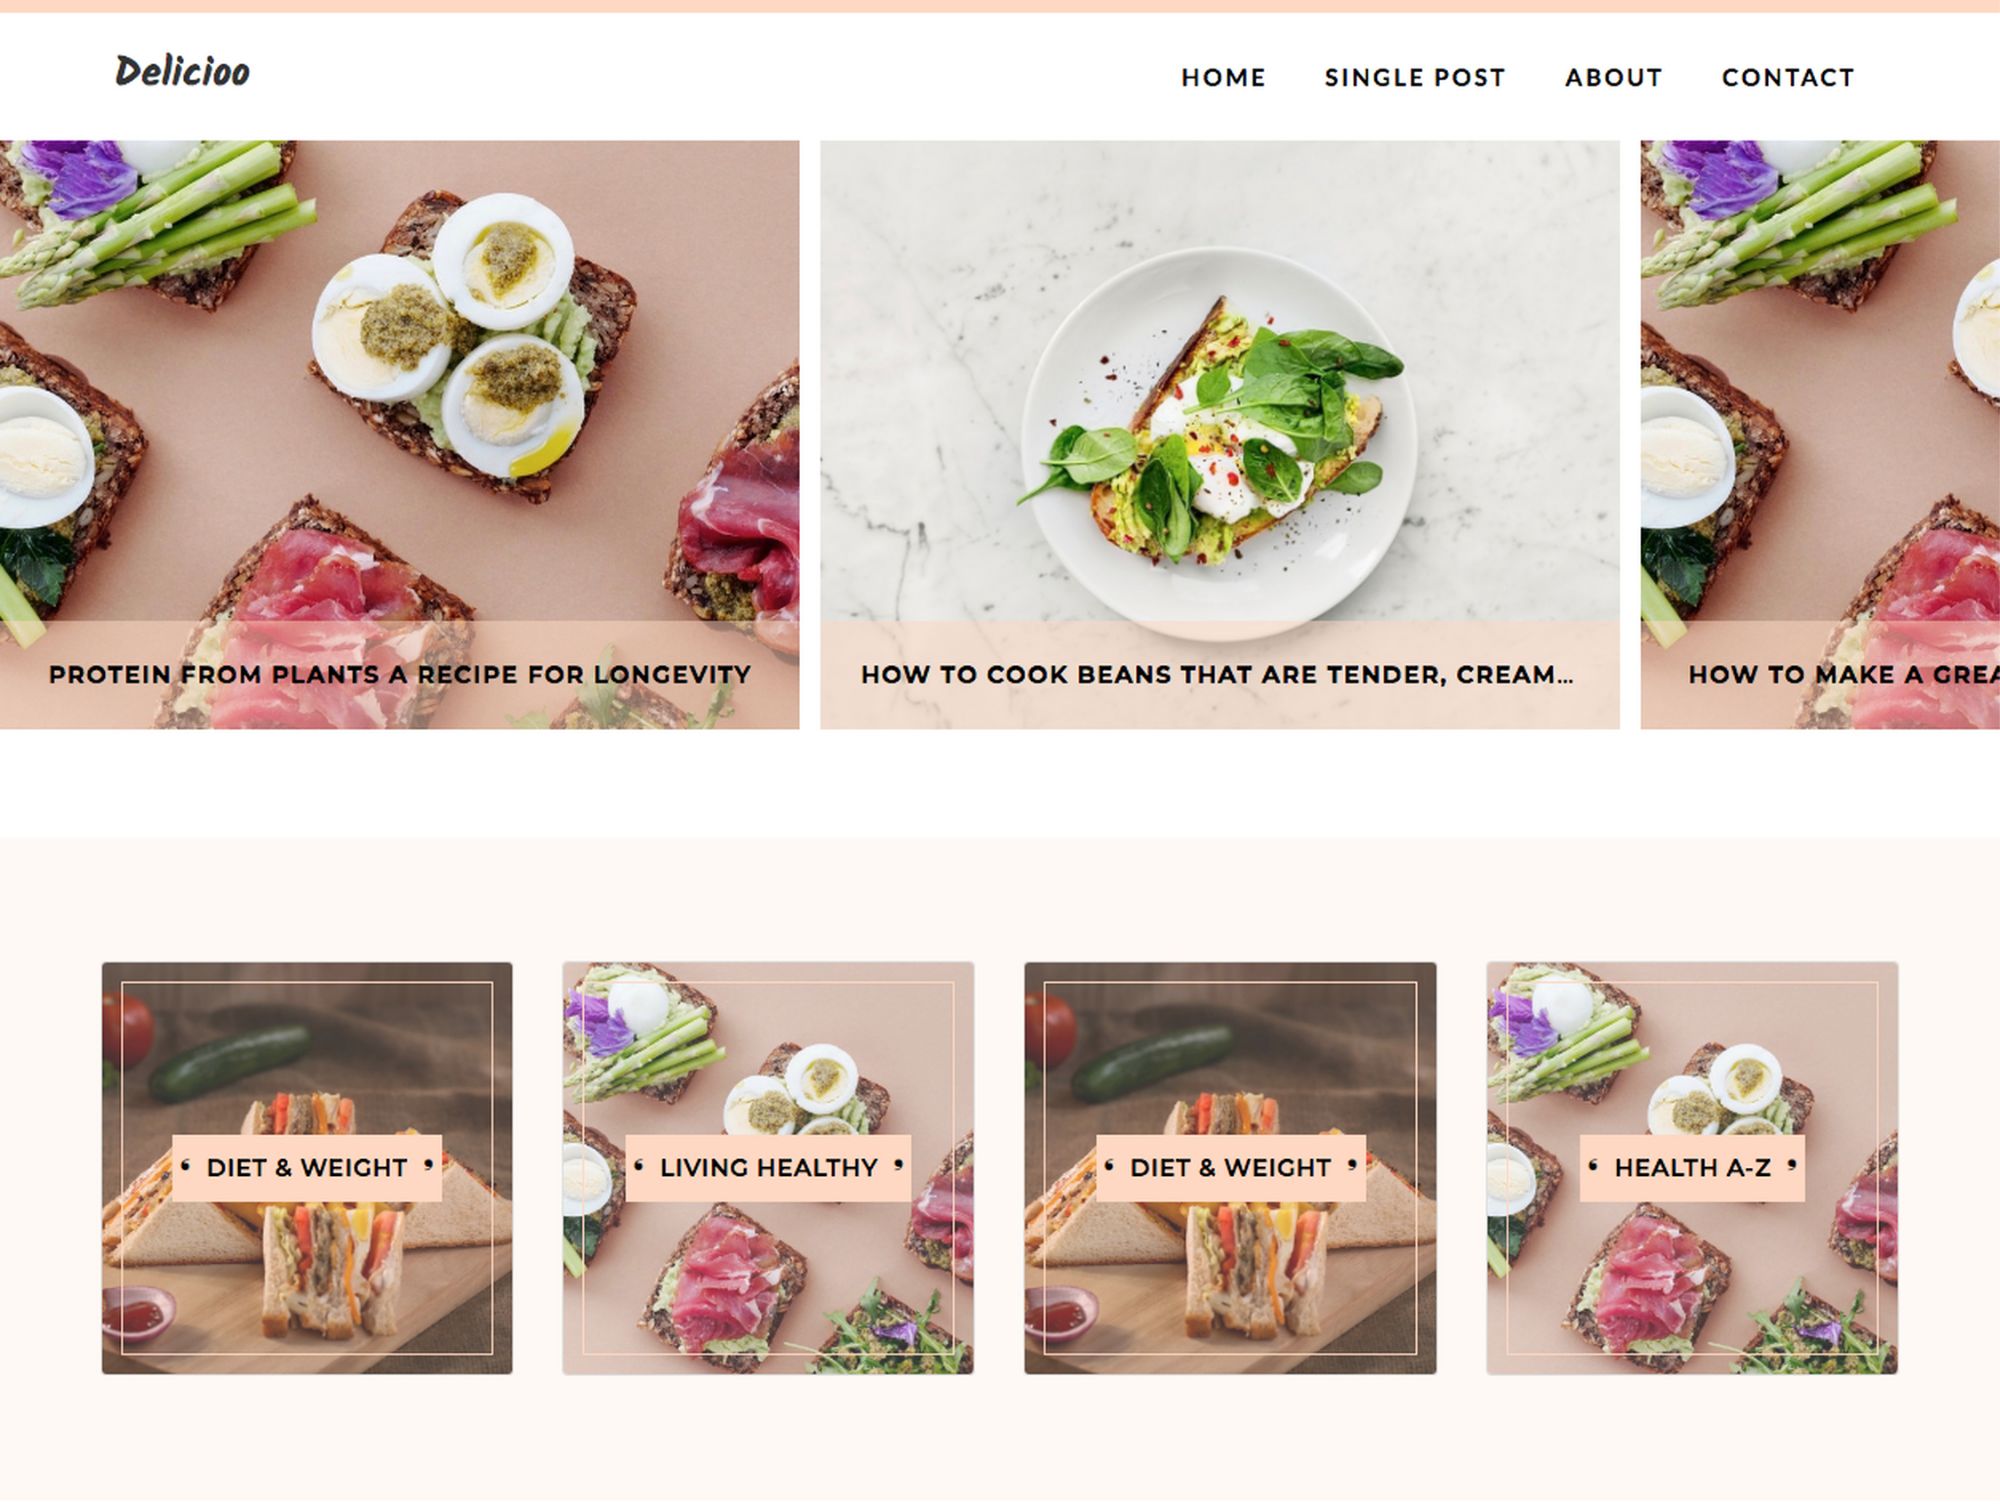 Delicioo
HOME SINGLE POST ABOUT CONTACT
PROTEIN FROM PLANTS A RECIPE FOR LONGEVITY
HOW TO COOK BEANS THAT ARE TENDER, CREAM...
HOW TO MAKE A
‘ DIET & WEIGHT ’
‘ LIVING HEALTHY ’
‘ DIET & WEIGHT ’
‘ HEALTH A-Z ’